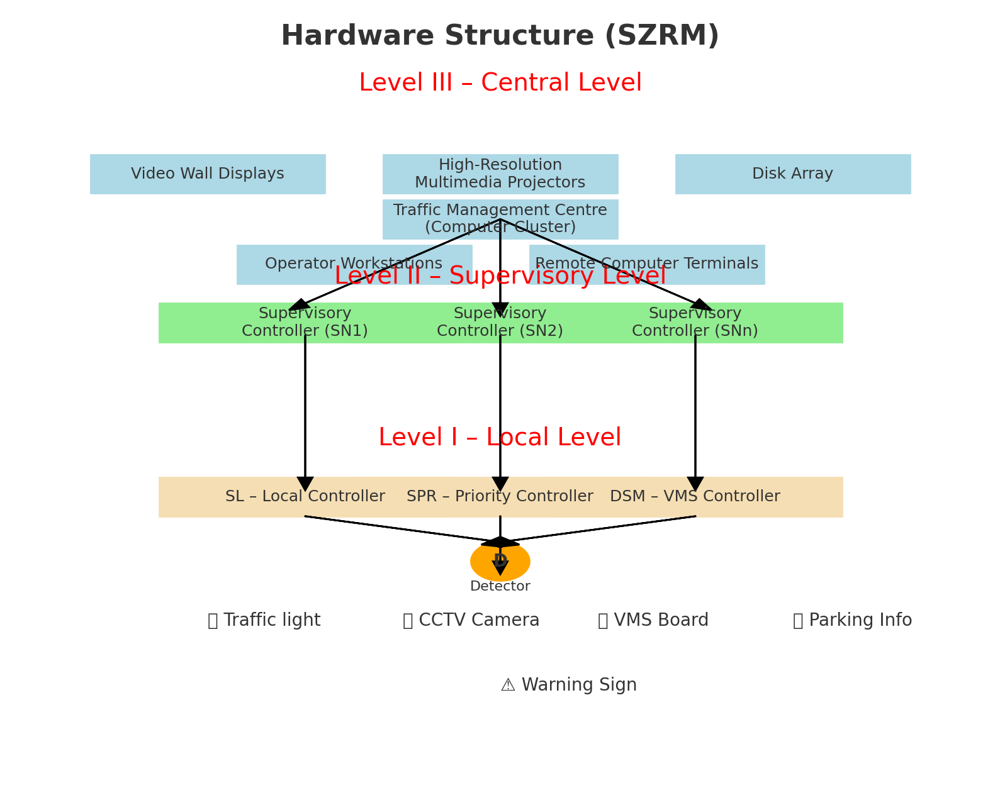 Hardware Structure (SZRM)
Level III – Central Level
Video Wall Displays
High-Resolution
Multimedia Projectors
Disk Array
Traffic Management Centre
(Computer Cluster)
Operator Workstations
Remote Computer Terminals
Level II – Supervisory Level
Supervisory
Controller (SN1)
Supervisory
Controller (SN2)
Supervisory
Controller (SNn)
Level I – Local Level
SL – Local Controller
SPR – Priority Controller
DSM – VMS Controller
D
Detector
Traffic light
CCTV Camera
VMS Board
Parking Info
⚠ Warning Sign